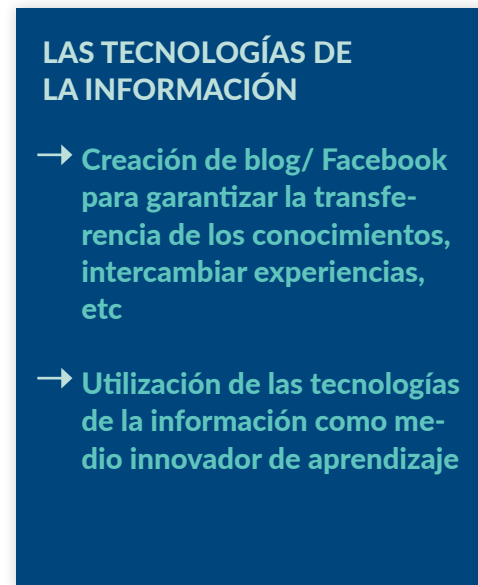 LAS TECNOLOGÍAS DE
LA INFORMACIÓN
→ Creación de blog/ Facebook
para garantizar la transfe-
rencia de los conocimientos,
intercambiar experiencias,
etc
→ Utilización de las tecnologías
de la información como me-
dio innovador de aprendizaje